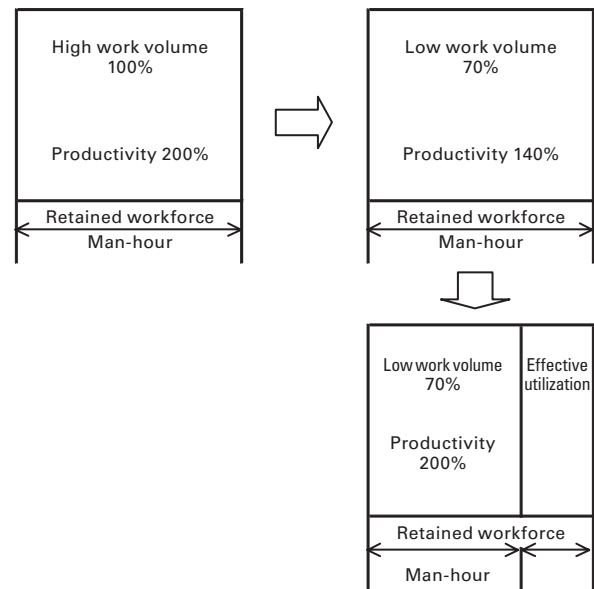 High work volume
100%
Productivity 200%
Retained workforce
Man-hour
Low work volume
70%
Productivity 140%
Retained workforce
Man-hour
Low work volume
70%
Productivity
200%
Effective
utilization
Retained workforce
Man-hour